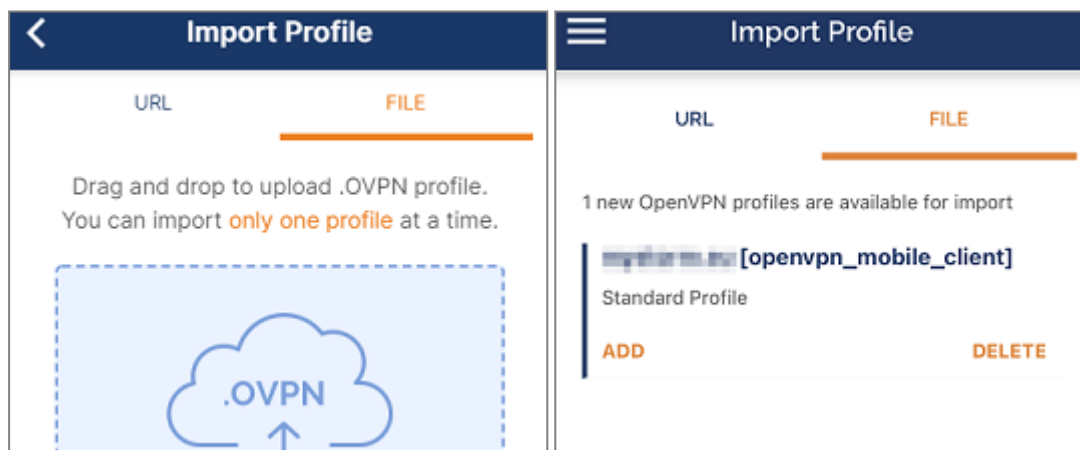 Import Profile
URL
FILE
Drag and drop to upload .OVPN profile.
You can import only one profile at a time.
.OVPN
Import Profile
URL
FILE
1 new OpenVPN profiles are available for import
[openvpn_mobile_client]
Standard Profile
ADD
DELETE